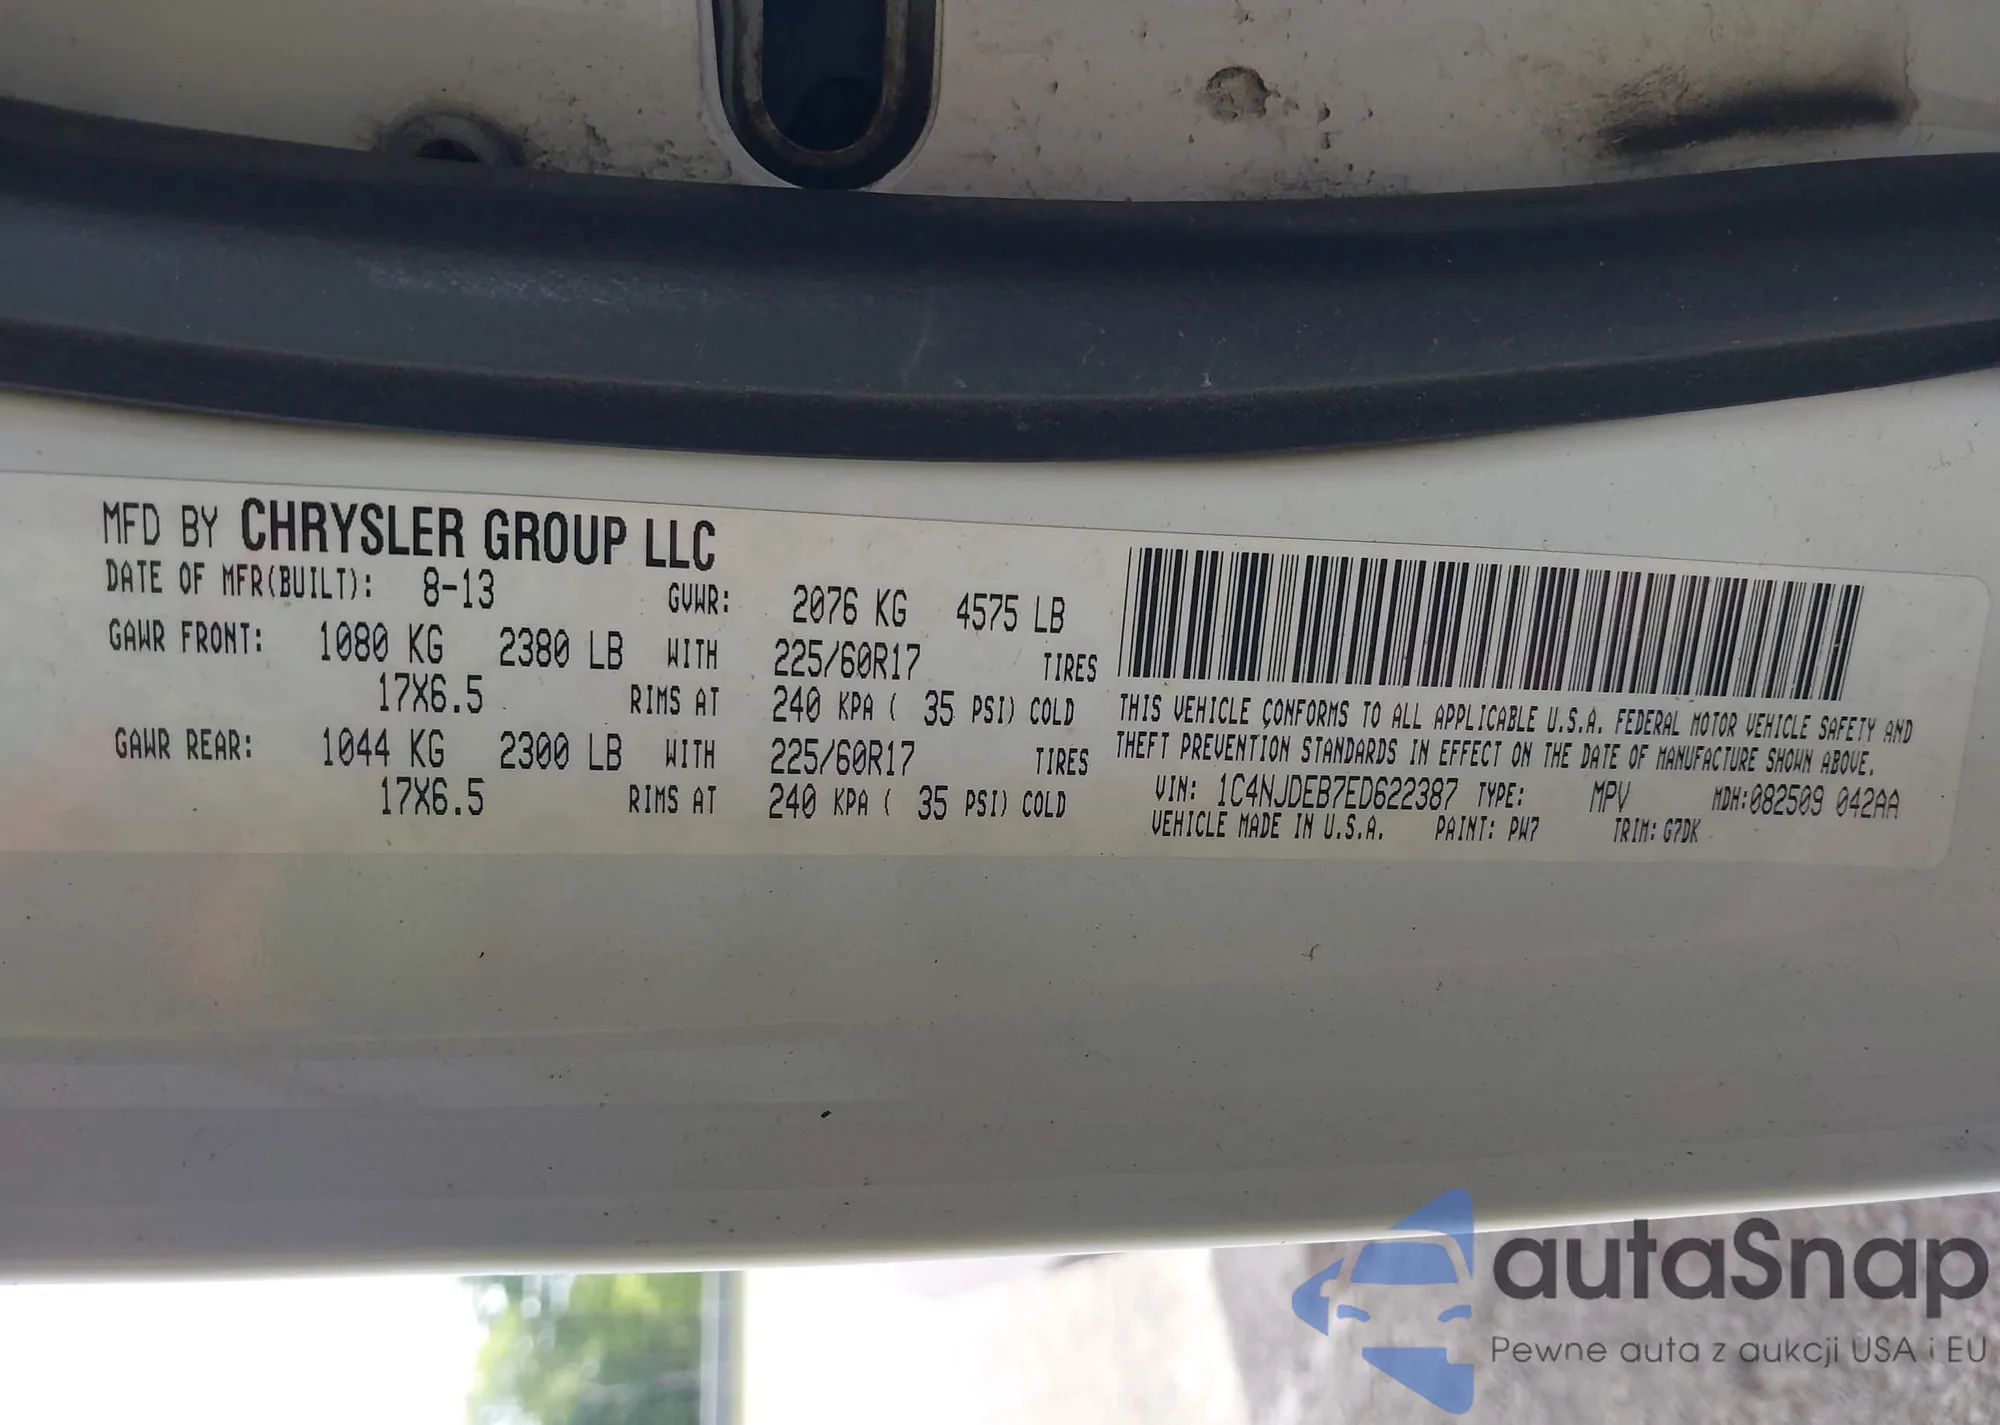 MFD BY CHRYSLER GROUP LLC
DATE OF MFR(BUILT): 8-13 GVWR: 2076 KG 4575 LB
GAWR FRONT: 1080 KG 2380 LB WITH 225/60R17 TIRES
17X6.5 RIMS AT 240 KPA ( 35 PSI) COLD
GAWR REAR: 1044 KG 2300 LB WITH 225/60R17 TIRES
17X6.5 RIMS AT 240 KPA ( 35 PSI) COLD
THIS VEHICLE CONFORMS TO ALL APPLICABLE U.S.A. FEDERAL MOTOR VEHICLE SAFETY AND
THEFT PREVENTION STANDARDS IN EFFECT ON THE DATE OF MANUFACTURE SHOWN ABOVE.
VIN: 1C4NJDEB7ED622387 TYPE: MPV MDH:082509 042AA
VEHICLE MADE IN U.S.A. PAINT: PW7 TRIM: G7DK
autaSnap
Pewne auta z aukcji USA i EU